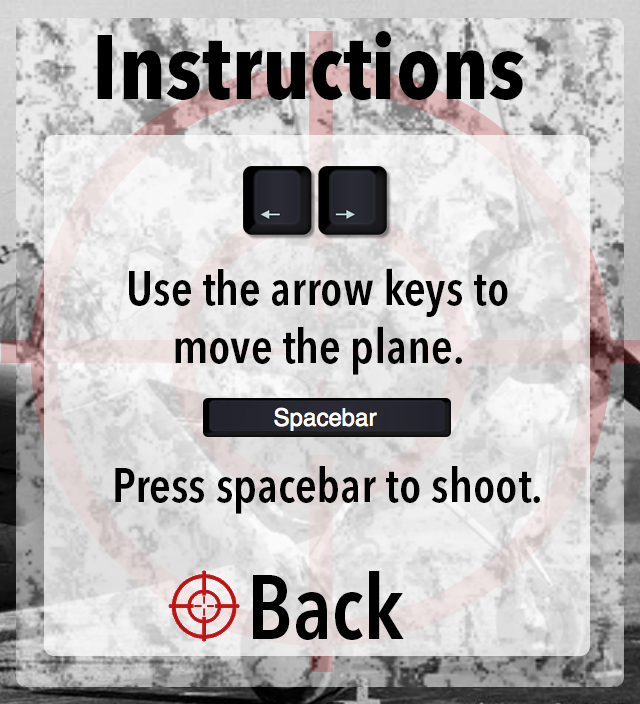 Instructions
← →
Use the arrow keys to
move the plane.
Spacebar
Press spacebar to shoot.
Back